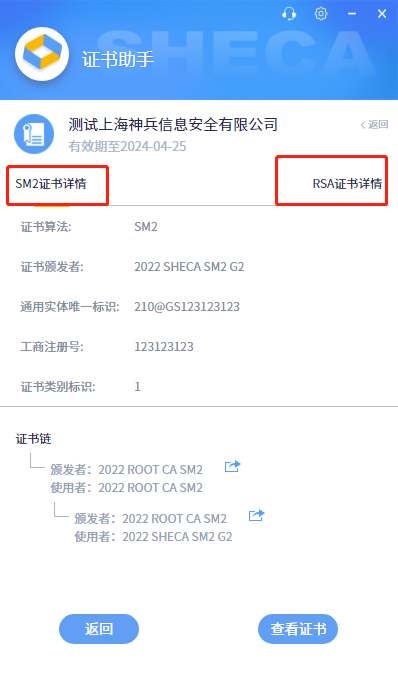 SHECA
证书助手
测试上海神兵信息安全有限公司
返回
有效期至2024-04-25
SM2证书详情
RSA证书详情
证书算法: SM2
证书颁发者: 2022 SHECA SM2 G2
通用实体唯一标识: 210@GS123123123
工商注册号: 123123123
证书类别标识: 1
证书链
颁发者：2022 ROOT CA SM2
使用者：2022 ROOT CA SM2
颁发者：2022 ROOT CA SM2
使用者：2022 SHECA SM2 G2
返回
查看证书